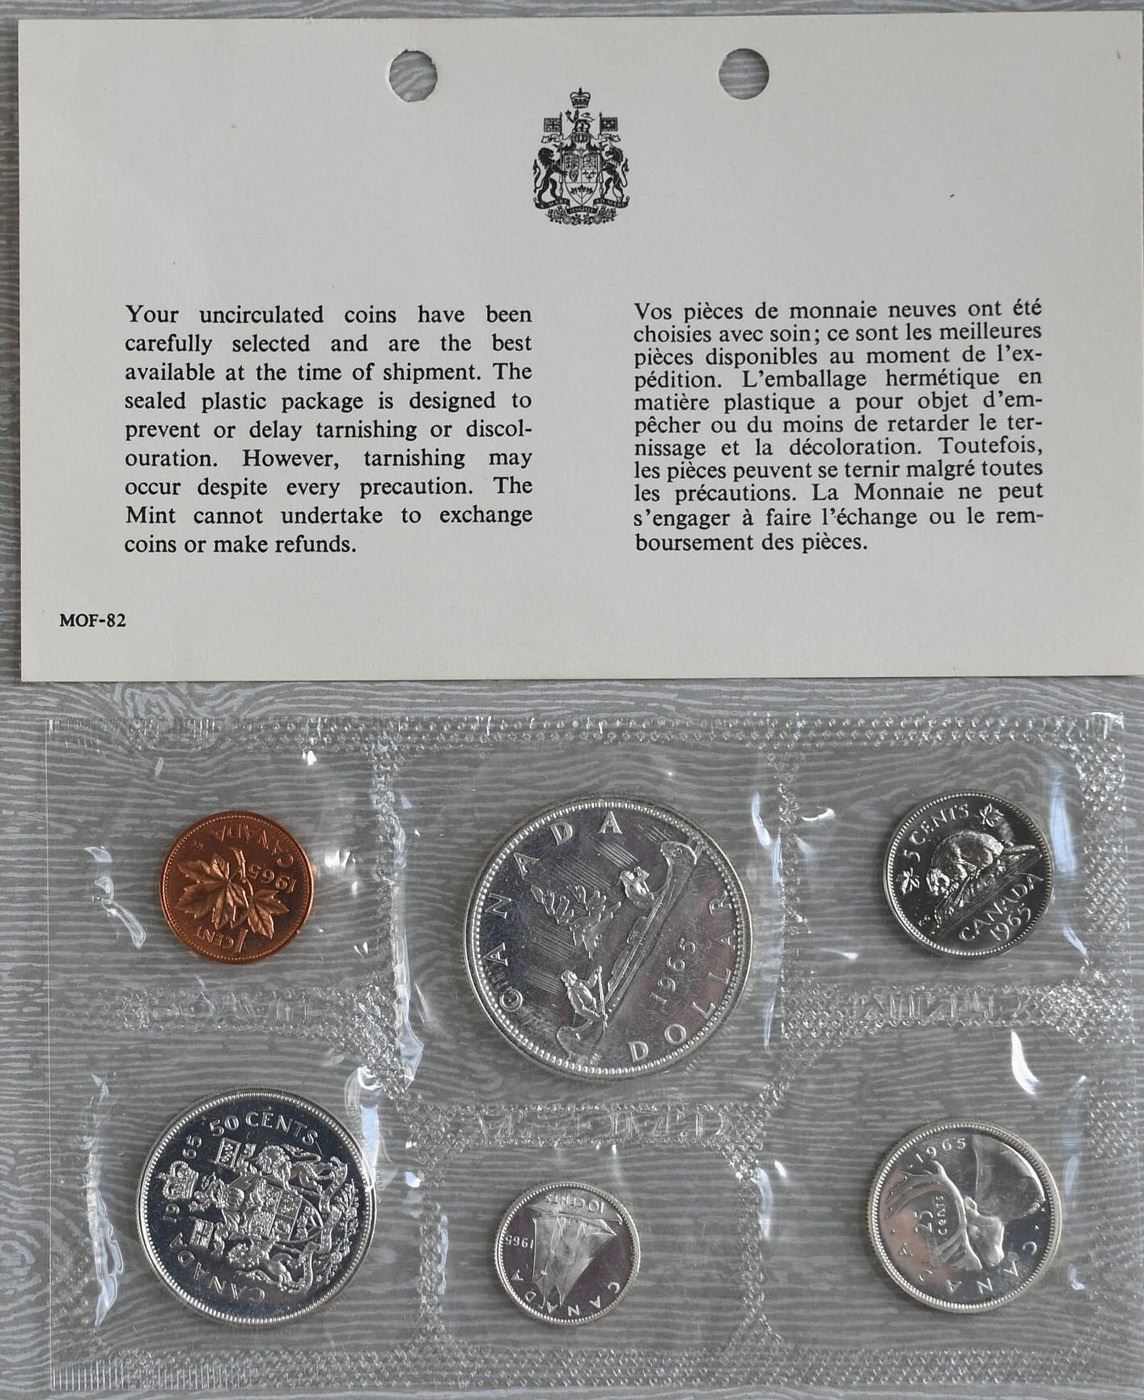 Your uncirculated coins have been
carefully selected and are the best
available at the time of shipment. The
sealed plastic package is designed to
prevent or delay tarnishing or discol-
ouration. However, tarnishing may
occur despite every precaution. The
Mint cannot undertake to exchange
coins or make refunds.
Vos pièces de monnaie neuves ont été
choisies avec soin; ce sont les meilleures
pièces disponibles au moment de l'ex-
pédition. L'emballage hermétique en
matière plastique a pour objet d'em-
pêcher ou du moins de retarder le ter-
nissage et la décoloration. Toutefois,
les pièces peuvent se ternir malgré toutes
les précautions. La Monnaie ne peut
s'engager à faire l'échange ou le rem-
boursement des pièces.
MOF-82
CANADA
1965
1 CENT
CANADA
1965
DOLLAR
5 CENTS
CANADA
1965
50 CENTS
1965
CANADA
10 CENTS
1965
CANADA
1965
25
CENTS
CANADA